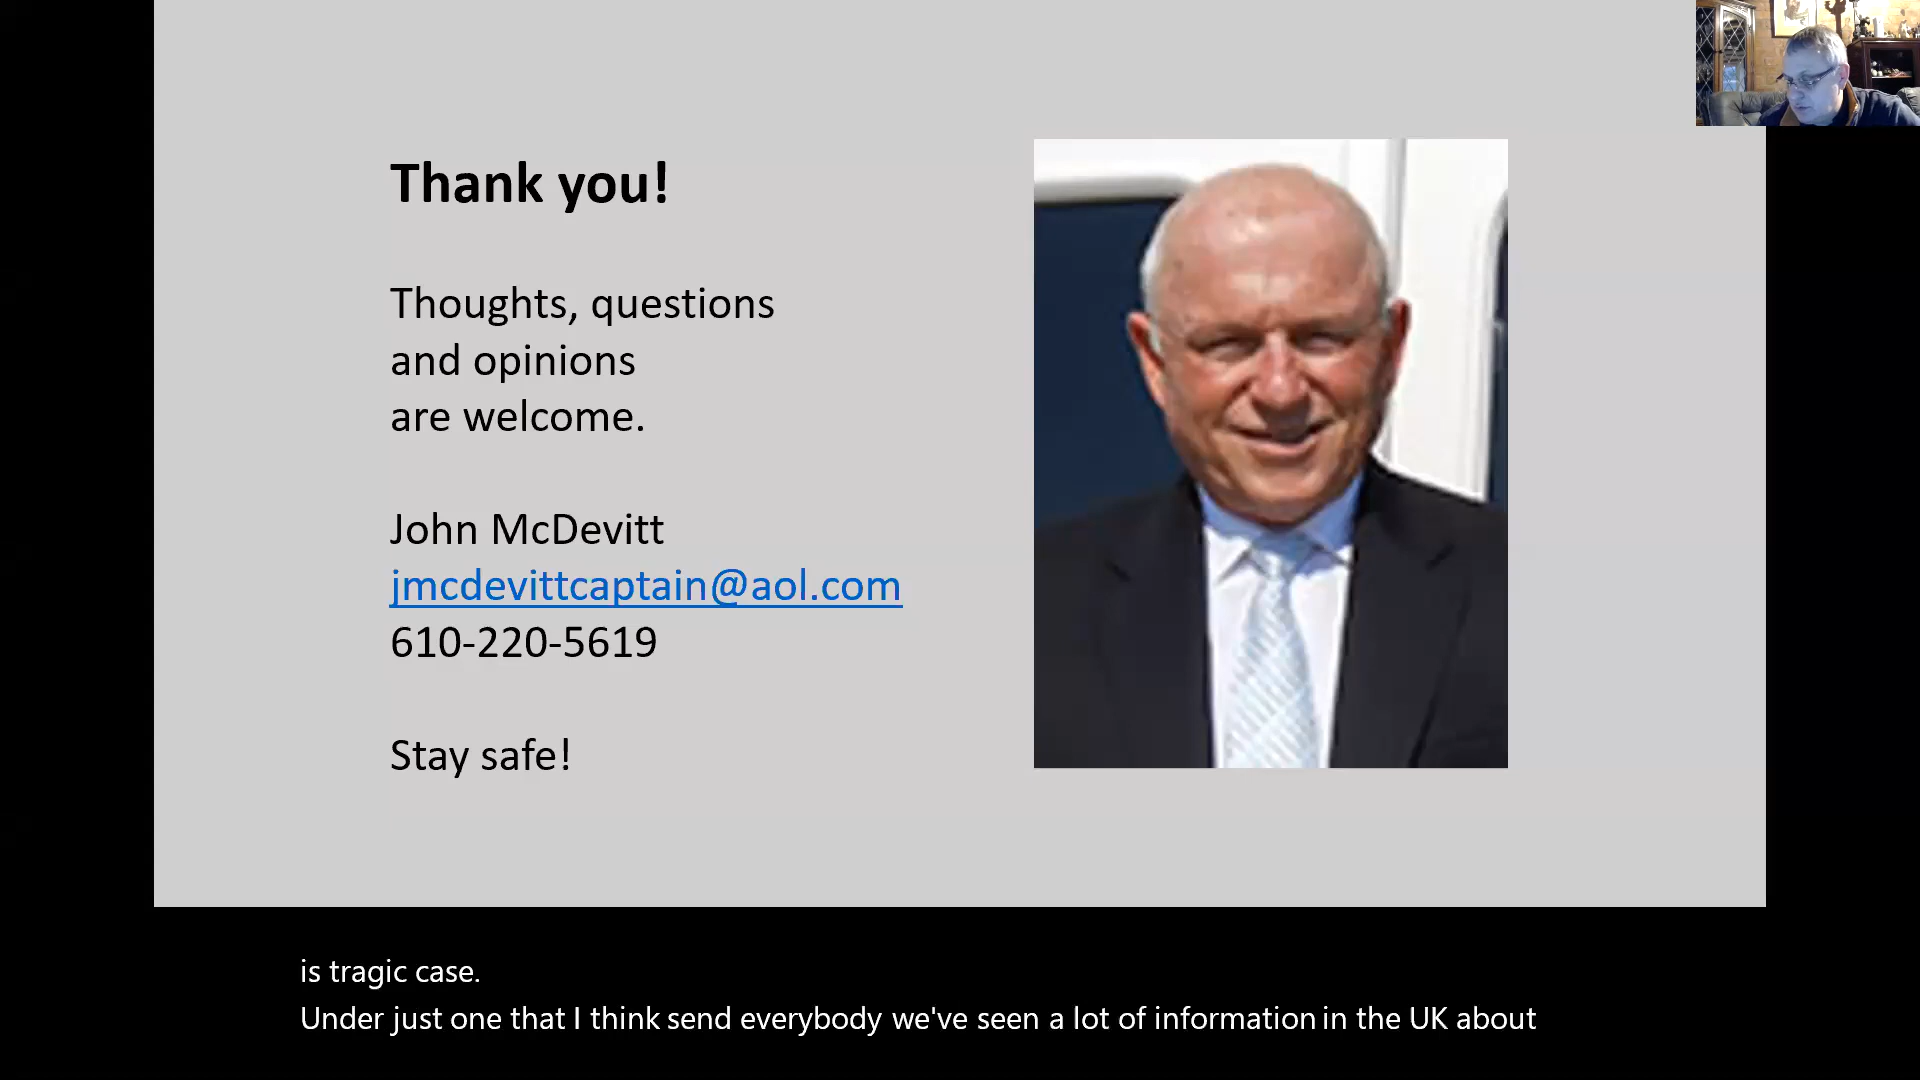 Thank you!
Thoughts, questions
and opinions
are welcome.
John McDevitt
jmcdevittcaptain@aol.com
610-220-5619
Stay safe!
is tragic case.
Under just one that I think send everybody we've seen a lot of information in the UK about